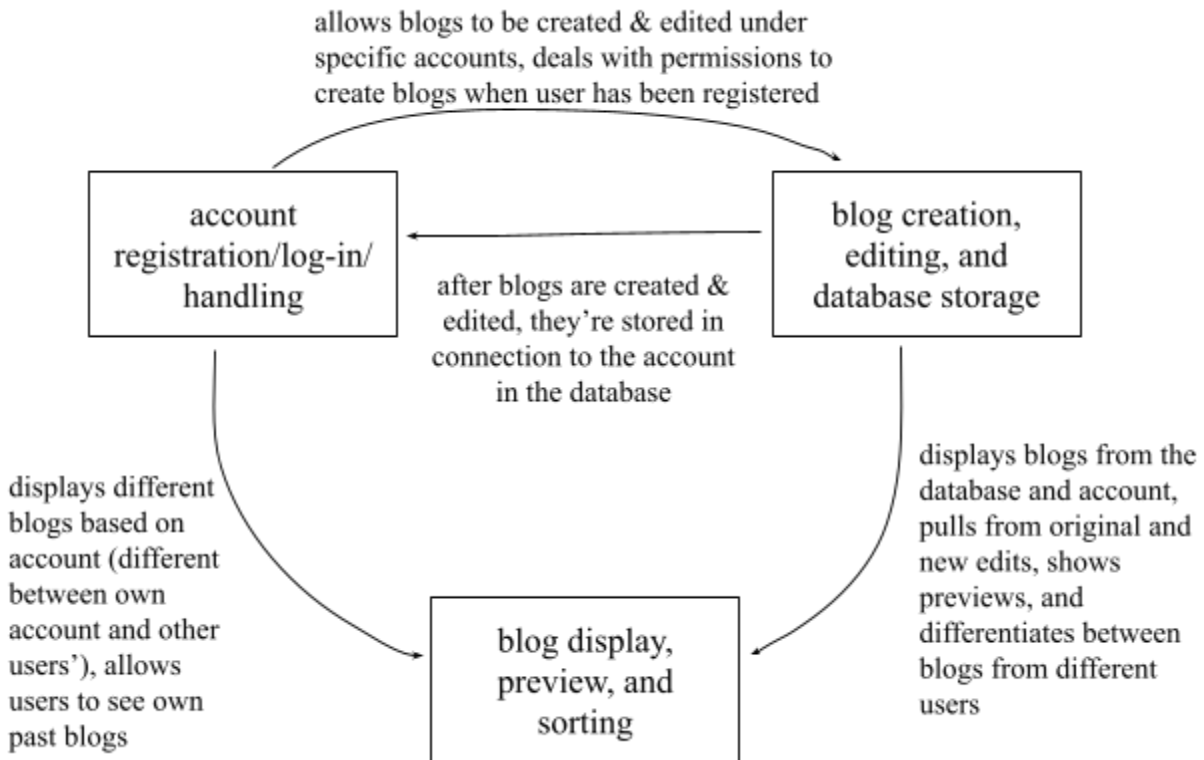 allows blogs to be created & edited under
specific accounts, deals with permissions to
create blogs when user has been registered
account
registration/log-in/
handling
blog creation,
editing, and
database storage
after blogs are created &
edited, they’re stored in
connection to the account
in the database
displays different
blogs based on
account (different
between own
account and other
users’), allows
users to see own
past blogs
displays blogs from the
database and account,
pulls from original and
new edits, shows
previews, and
differentiates between
blogs from different
users
blog display,
preview, and
sorting